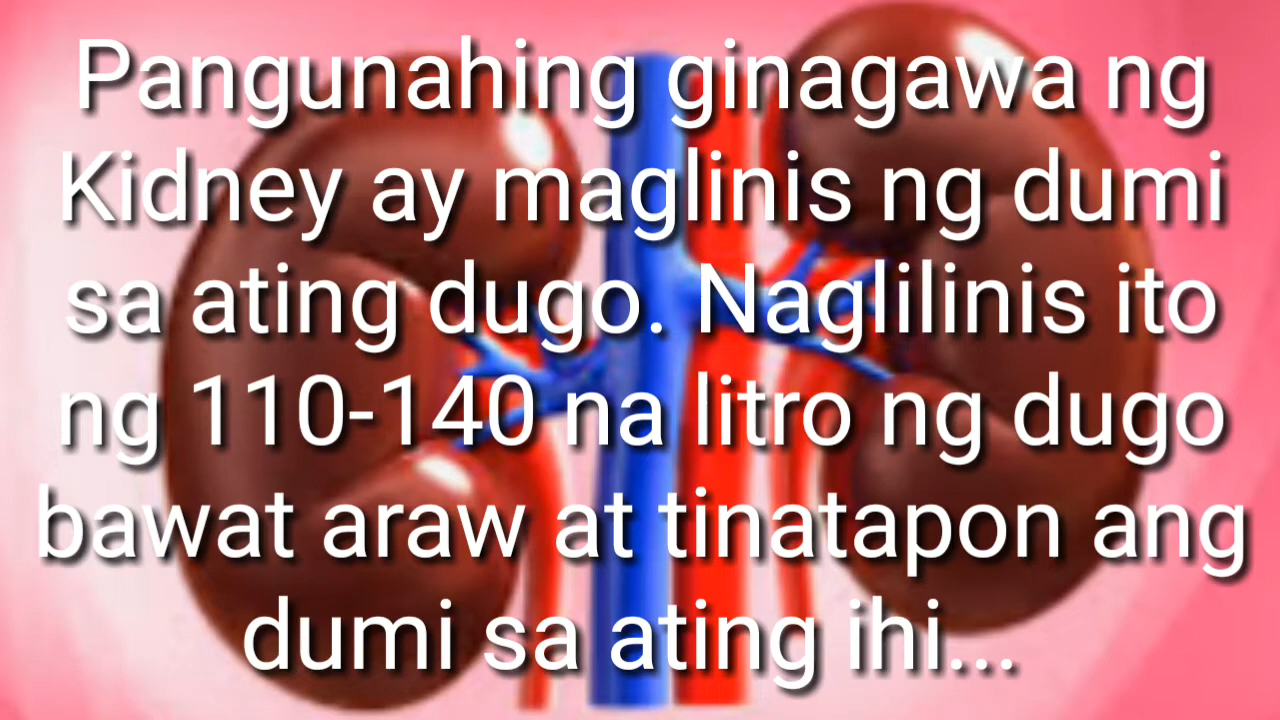 Pangunahing ginagawa ng
Kidney ay maglinis ng dumi
sa ating dugo. Naglilinis ito
ng 110-140 na litro ng dugo
bawat araw at tinatapon ang
dumi sa ating ihi...